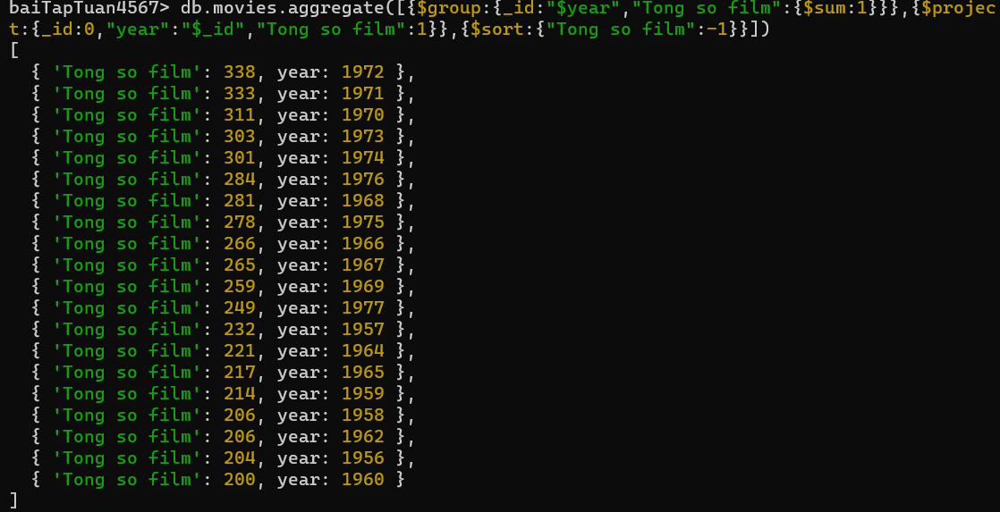 baiTapTuan4567> db.movies.aggregate([{$group:{_id:"$year","Tong so film":{$sum:1}}},{$projec
t:{_id:0,"year":"$_id","Tong so film":1}},{$sort:{"Tong so film":-1}}])
[
  { 'Tong so film': 338, year: 1972 },
  { 'Tong so film': 333, year: 1971 },
  { 'Tong so film': 311, year: 1970 },
  { 'Tong so film': 303, year: 1973 },
  { 'Tong so film': 301, year: 1974 },
  { 'Tong so film': 284, year: 1976 },
  { 'Tong so film': 281, year: 1968 },
  { 'Tong so film': 278, year: 1975 },
  { 'Tong so film': 266, year: 1966 },
  { 'Tong so film': 265, year: 1967 },
  { 'Tong so film': 259, year: 1969 },
  { 'Tong so film': 249, year: 1977 },
  { 'Tong so film': 232, year: 1957 },
  { 'Tong so film': 221, year: 1964 },
  { 'Tong so film': 217, year: 1965 },
  { 'Tong so film': 214, year: 1959 },
  { 'Tong so film': 206, year: 1958 },
  { 'Tong so film': 206, year: 1962 },
  { 'Tong so film': 204, year: 1956 },
  { 'Tong so film': 200, year: 1960 }
]